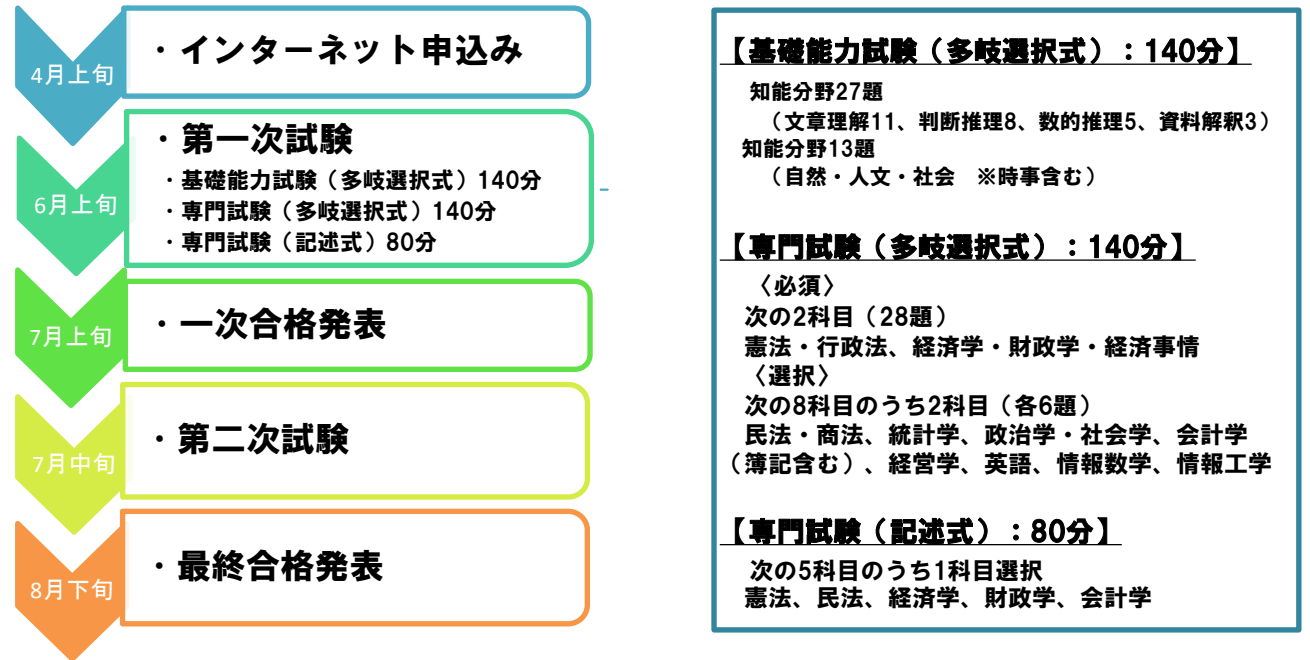 4月上旬
・インターネット申込み
6月上旬
・第一次試験
・基礎能力試験（多岐選択式）140分
・専門試験（多岐選択式）140分
・専門試験（記述式）80分
7月上旬
・一次合格発表
7月中旬
・第二次試験
8月下旬
・最終合格発表
【基礎能力試験（多岐選択式）：140分】
知能分野27題
（文章理解11、判断推理8、数的推理5、資料解釈3）
知能分野13題
（自然・人文・社会　※時事含む）
【専門試験（多岐選択式）：140分】
〈必須〉
次の2科目（28題）
憲法・行政法、経済学・財政学・経済事情
〈選択〉
次の8科目のうち2科目（各6題）
民法・商法、統計学、政治学・社会学、会計学
（簿記含む）、経営学、英語、情報数学、情報工学
【専門試験（記述式）：80分】
次の5科目のうち1科目選択
憲法、民法、経済学、財政学、会計学